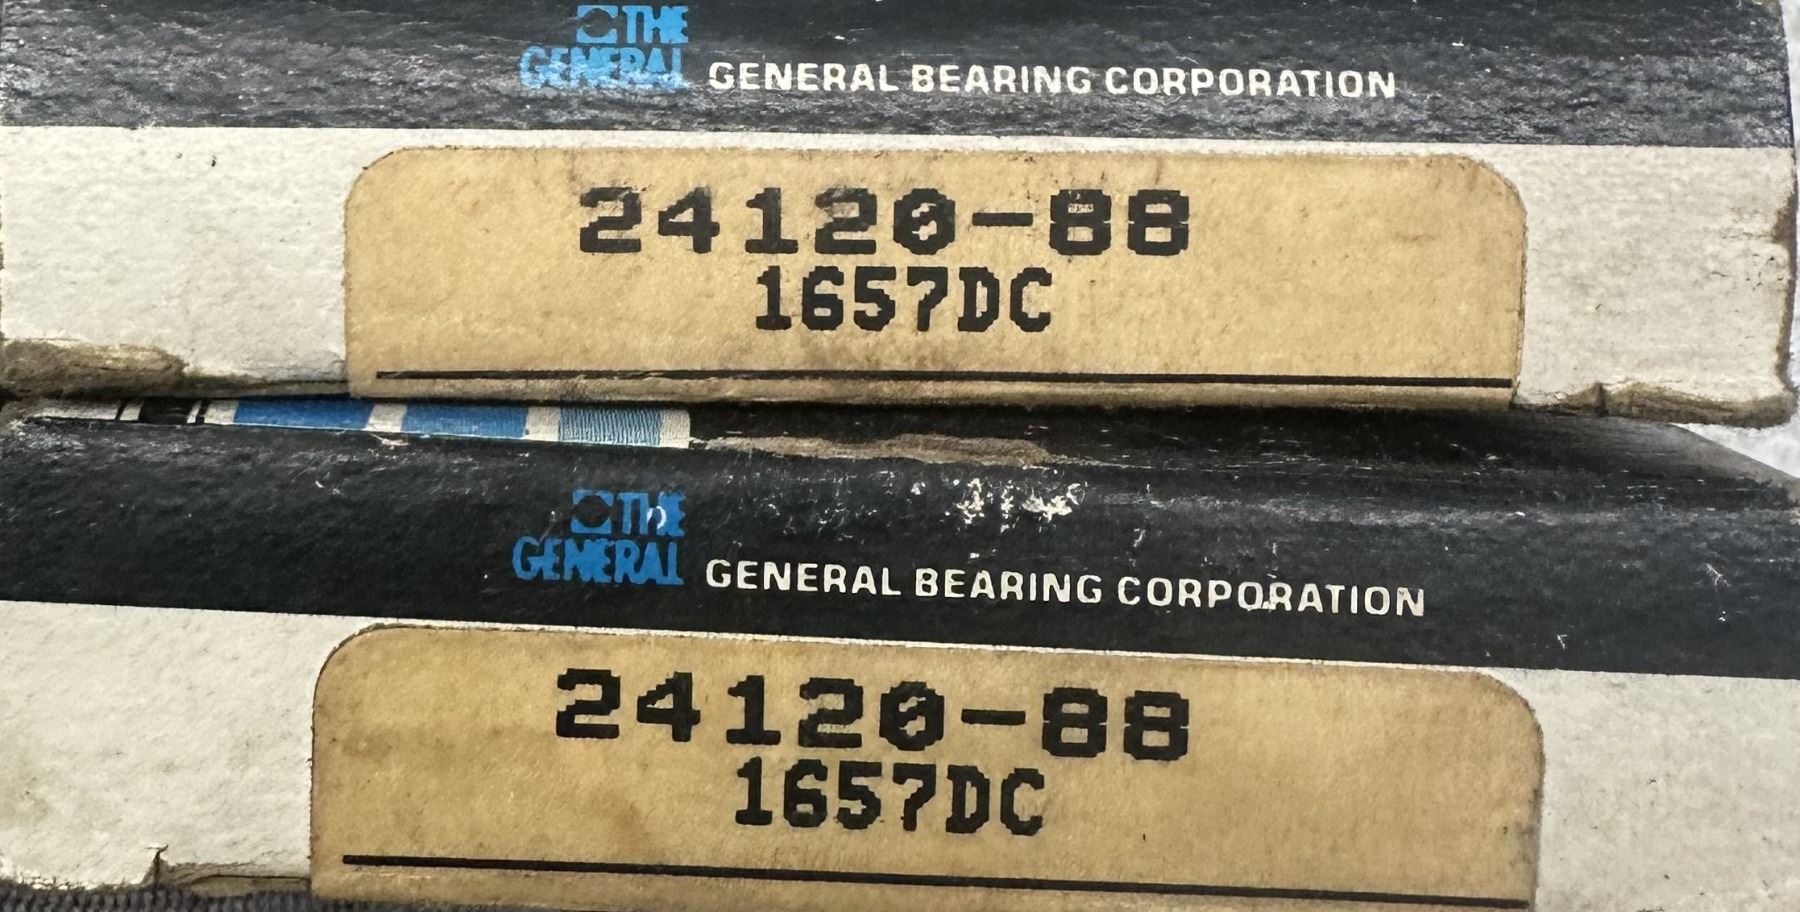 THE
GENERAL GENERAL BEARING CORPORATION
24120-88
1657DC
THE
GENERAL GENERAL BEARING CORPORATION
24120-88
1657DC